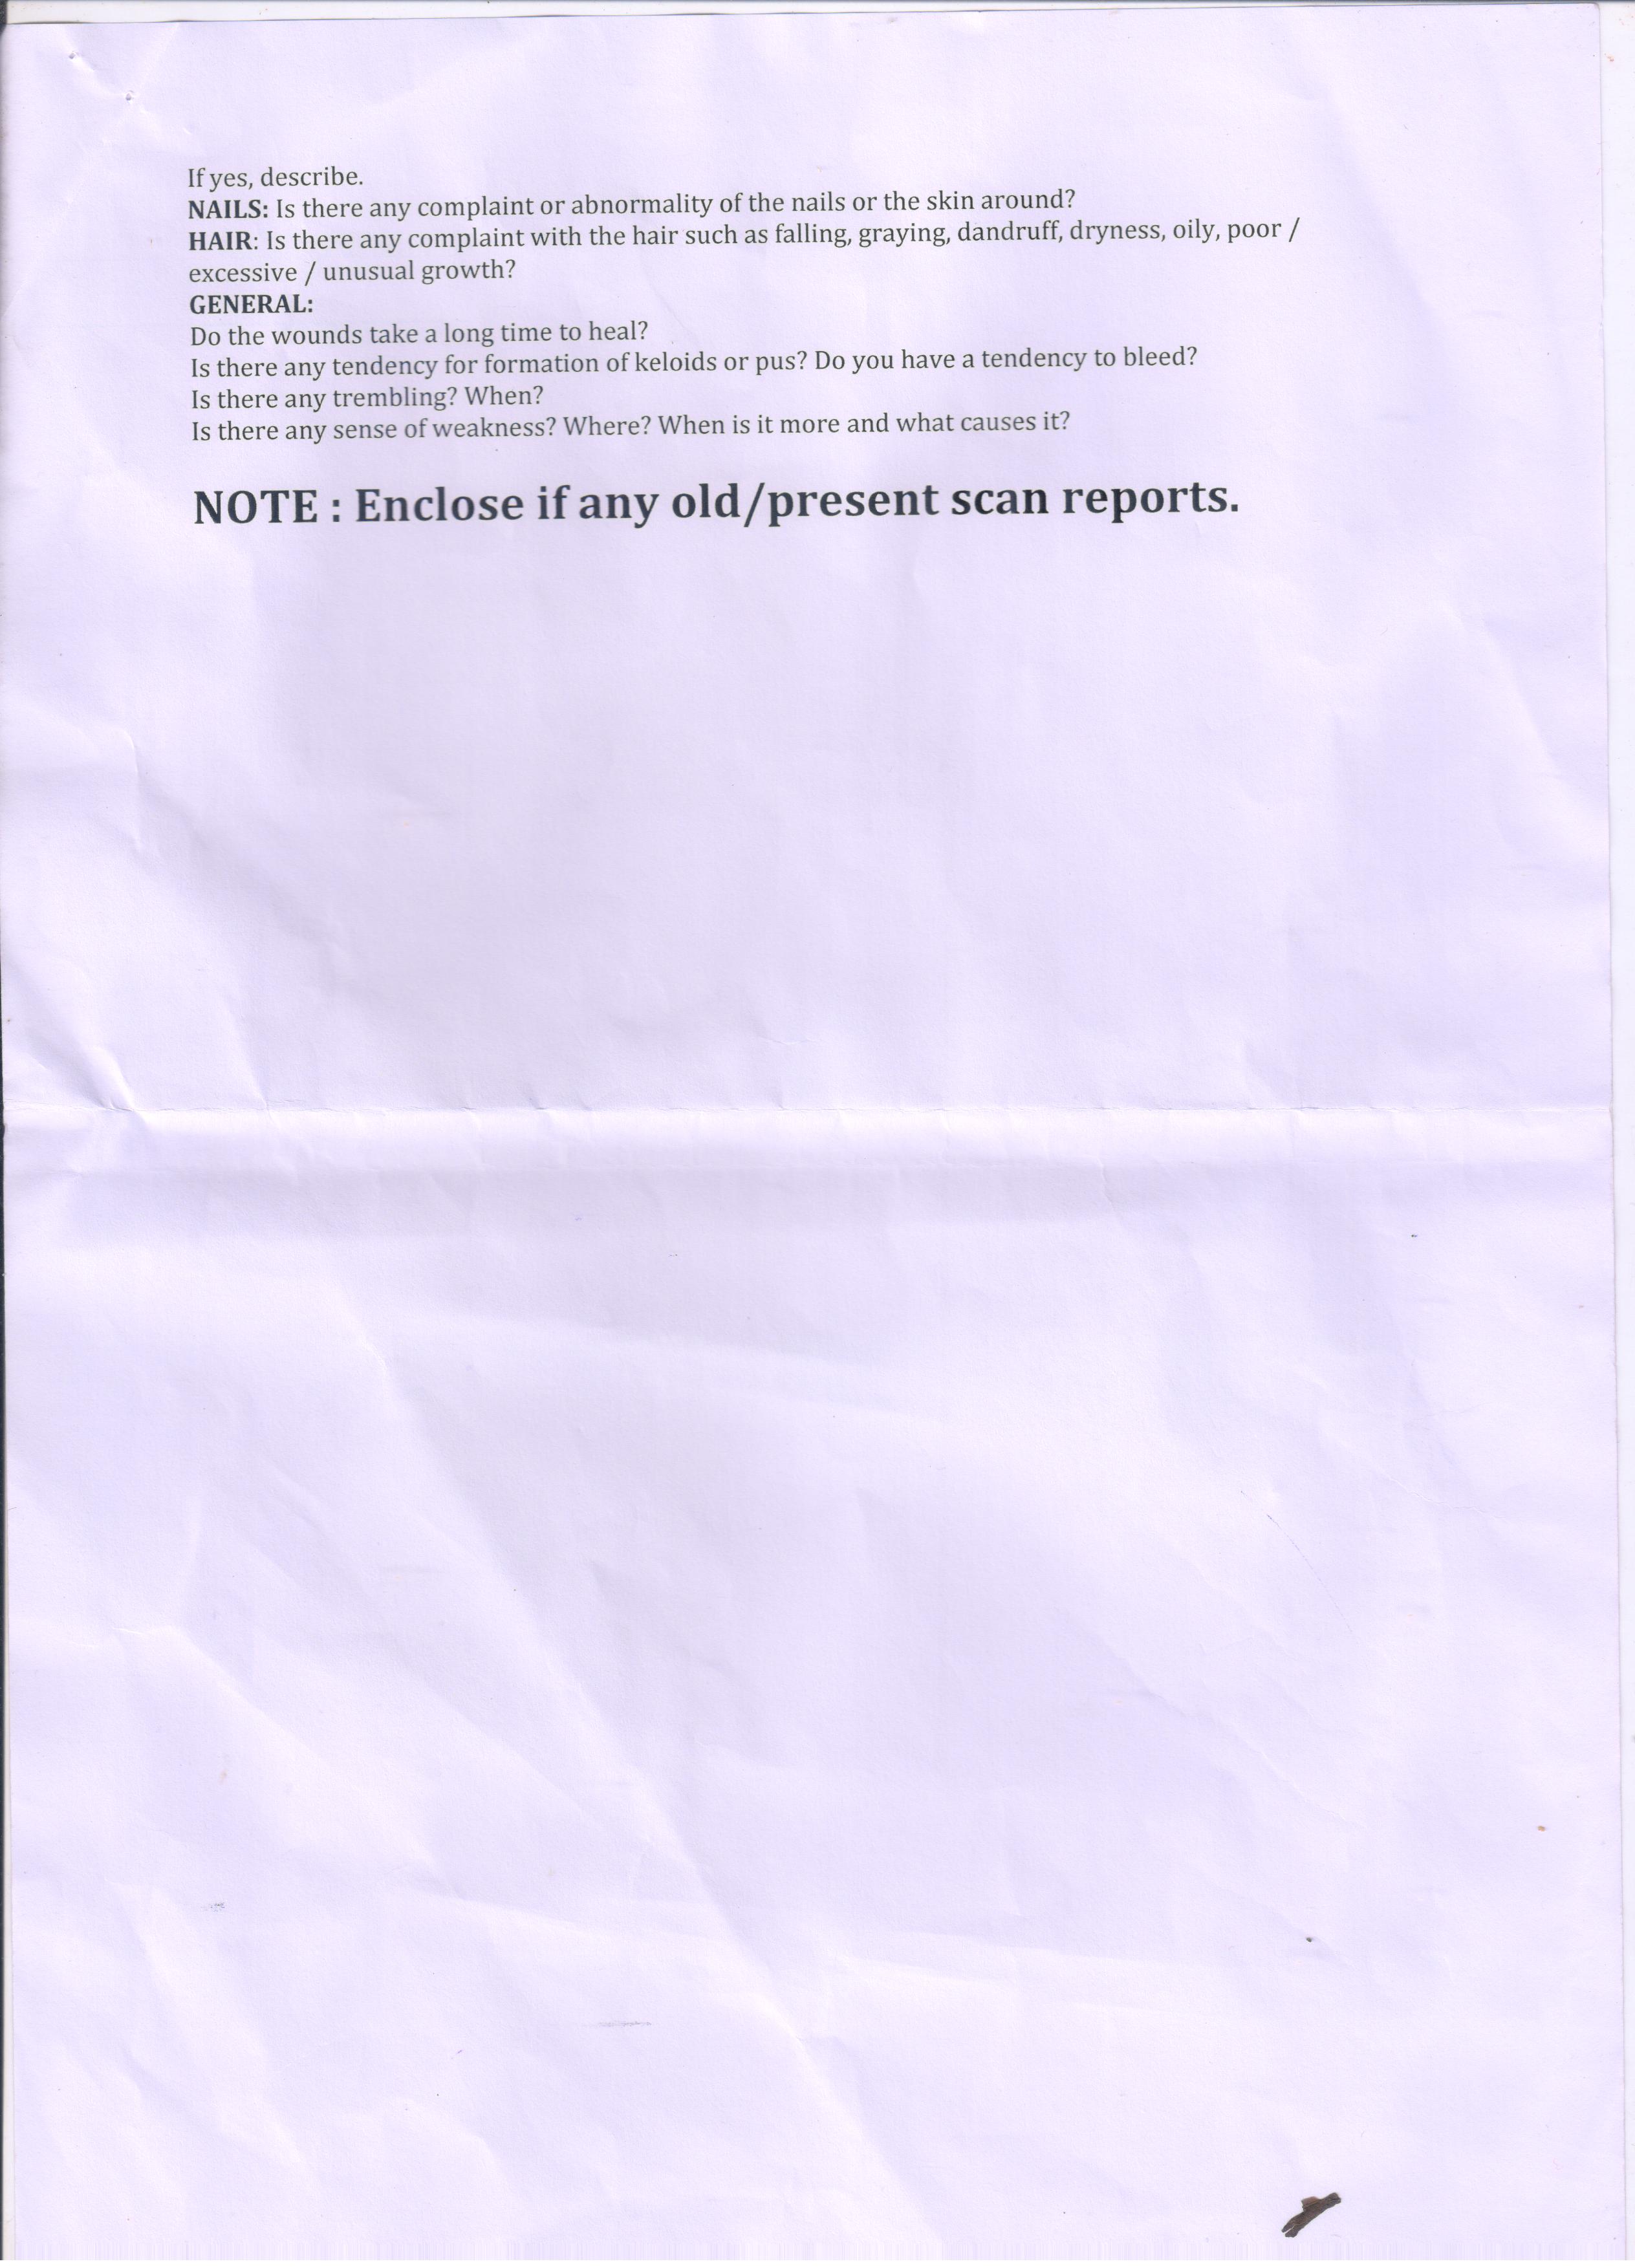 If yes, describe.
NAILS: Is there any complaint or abnormality of the nails or the skin around?
HAIR: Is there any complaint with the hair such as falling, graying, dandruff, dryness, oily, poor /
excessive / unusual growth?
GENERAL:
Do the wounds take a long time to heal?
Is there any tendency for formation of keloids or pus? Do you have a tendency to bleed?
Is there any trembling? When?
Is there any sense of weakness? Where? When is it more and what causes it?
NOTE : Enclose if any old/present scan reports.